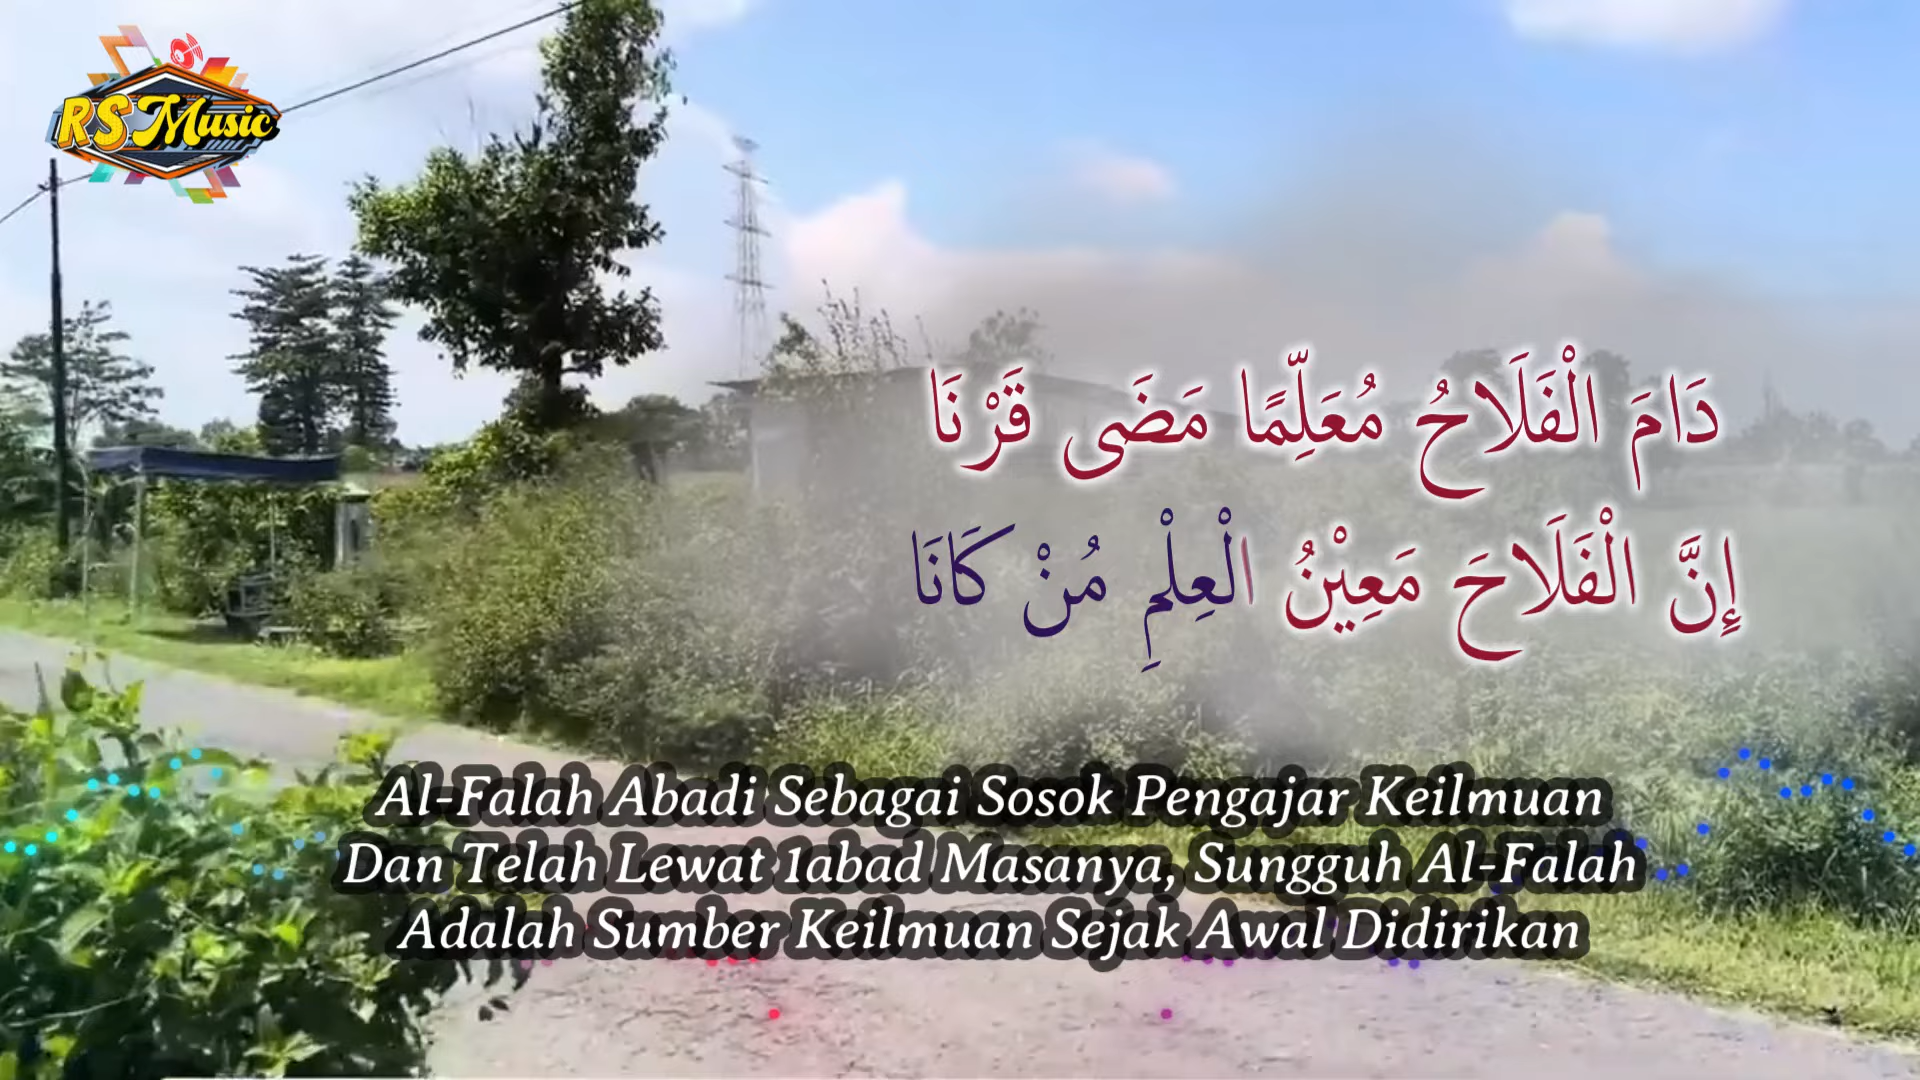 RS Music
دَامَ الْفَلَاحُ مُعَلِّمًا مَضَى قَرْنَا
إِنَّ الْفَلَاحَ مَعِيْنُ الْعِلْمِ مُنْ كَانَا
Al-Falah Abadi Sebagai Sosok Pengajar Keilmuan
Dan Telah Lewat 1abad Masanya, Sungguh Al-Falah
Adalah Sumber Keilmuan Sejak Awal Didirikan